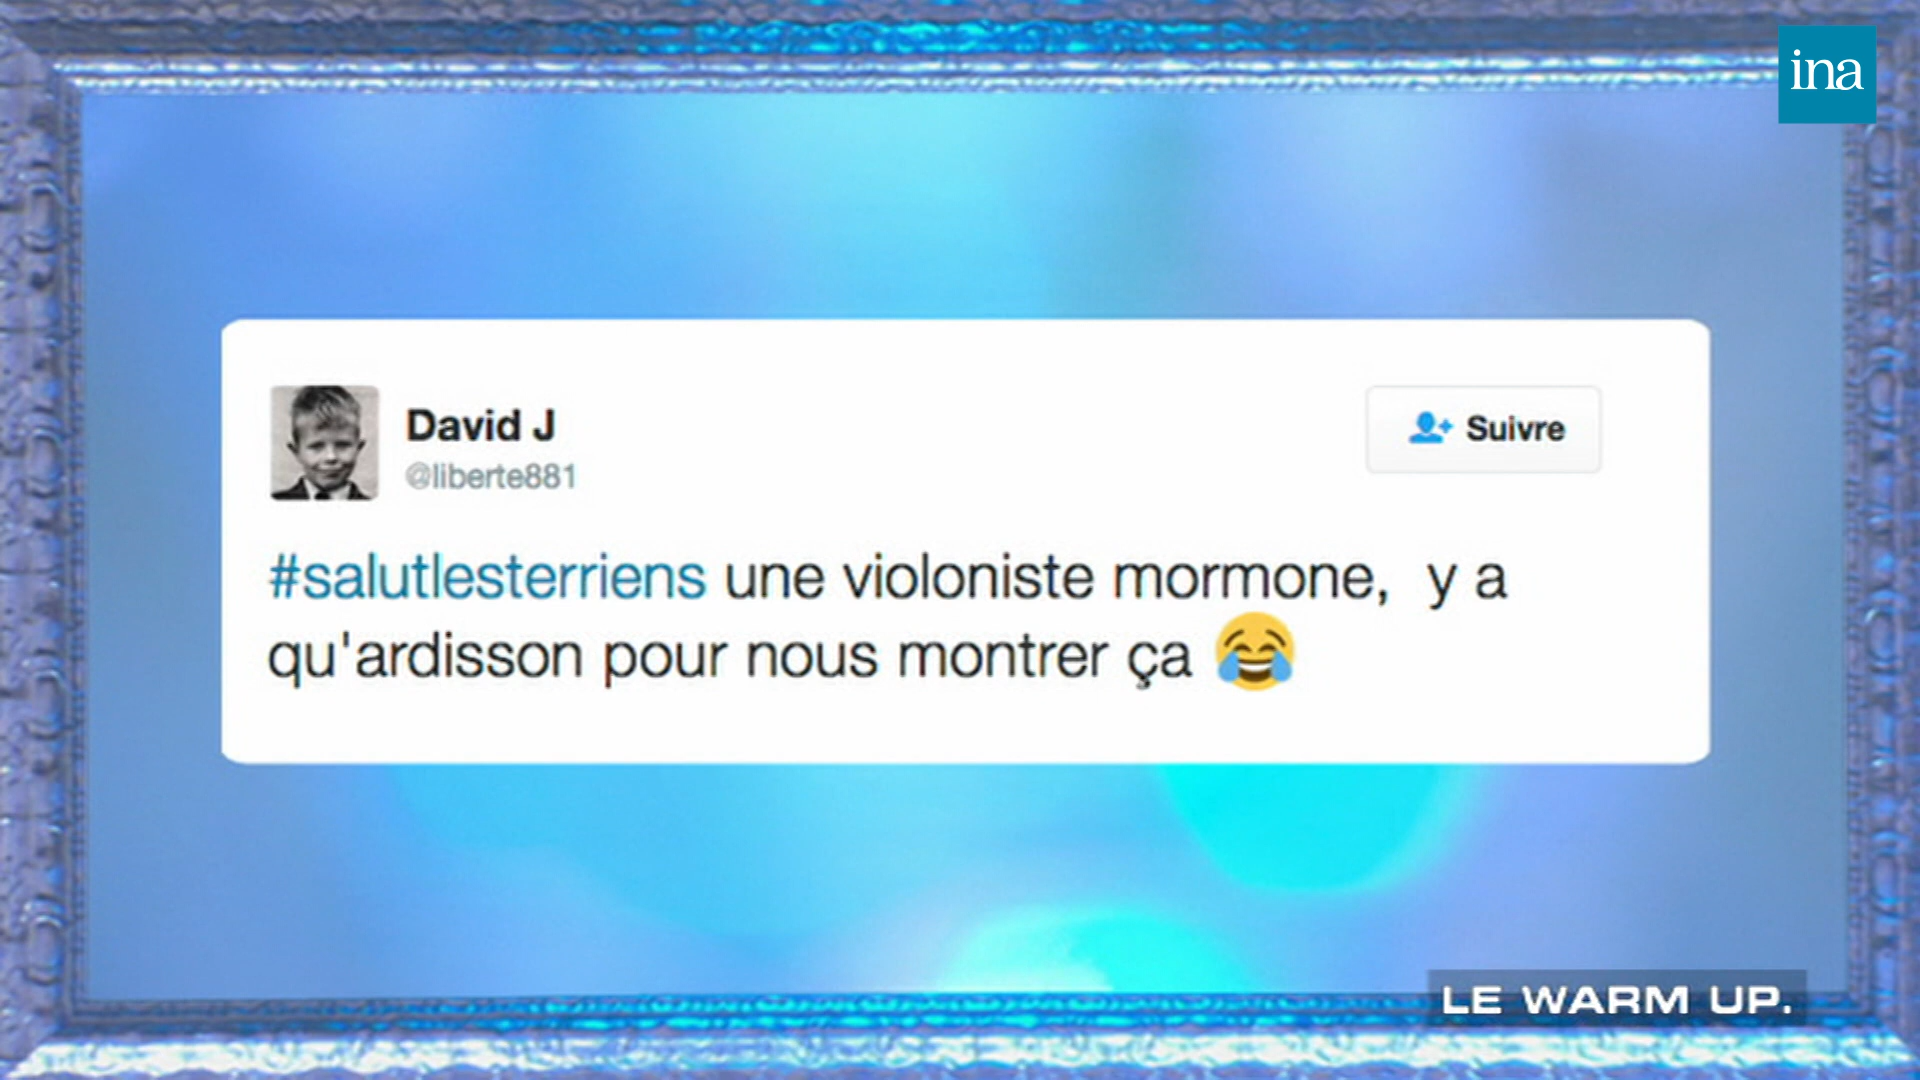 ina
David J
@liberte881
Suivre
#salutlesterriens une violoniste mormone, y a
qu'ardisson pour nous montrer ça 😂
LE WARM UP.